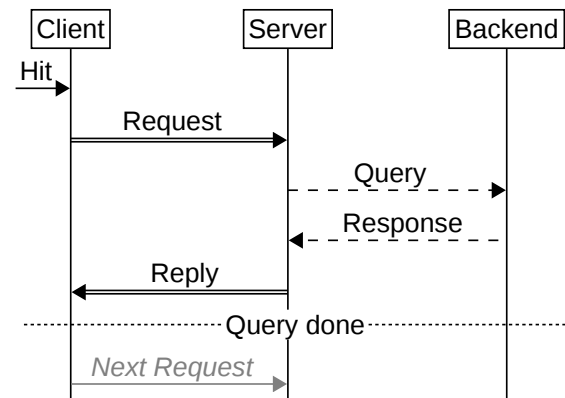 Client Server Backend
Hit
Request
Query
Response
Reply
Query done
Next Request